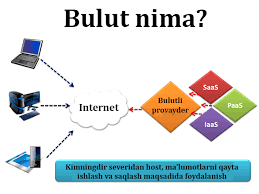 Bulut nima?
SaaS
Bulutli
provayder
PaaS
Internet
IaaS
Kimningdir severidan host, ma'lumotlarni qayta
ishlash va saqlash maqsadida foydalanish